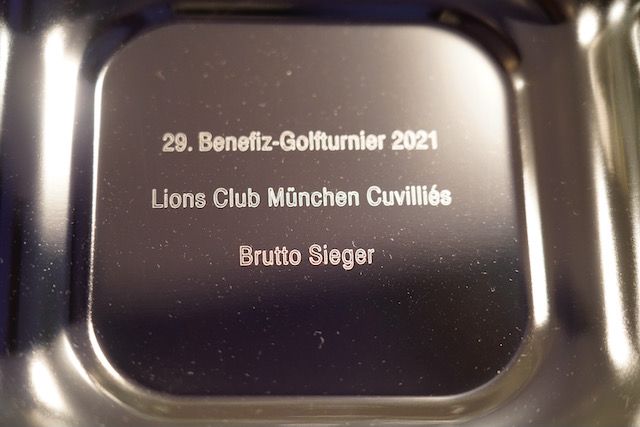 29. Benefiz-Golfturnier 2021
Lions Club München Cuvilliés
Brutto Sieger